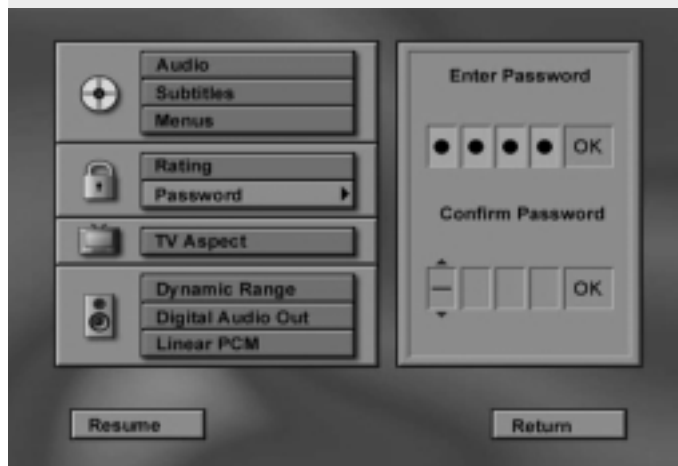 Audio
Subtitles
Menus
Rating
Password
TV Aspect
Dynamic Range
Digital Audio Out
Linear PCM
Enter Password
OK
Confirm Password
OK
Resume
Return